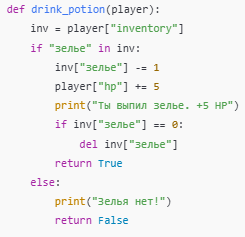 def drink_potion(player):
    inv = player["inventory"]
    if "зелье" in inv:
        inv["зелье"] -= 1
        player["hp"] += 5
        print("Ты выпил зелье. +5 HP")
        if inv["зелье"] == 0:
            del inv["зелье"]
        return True
    else:
        print("Зелья нет!")
        return False